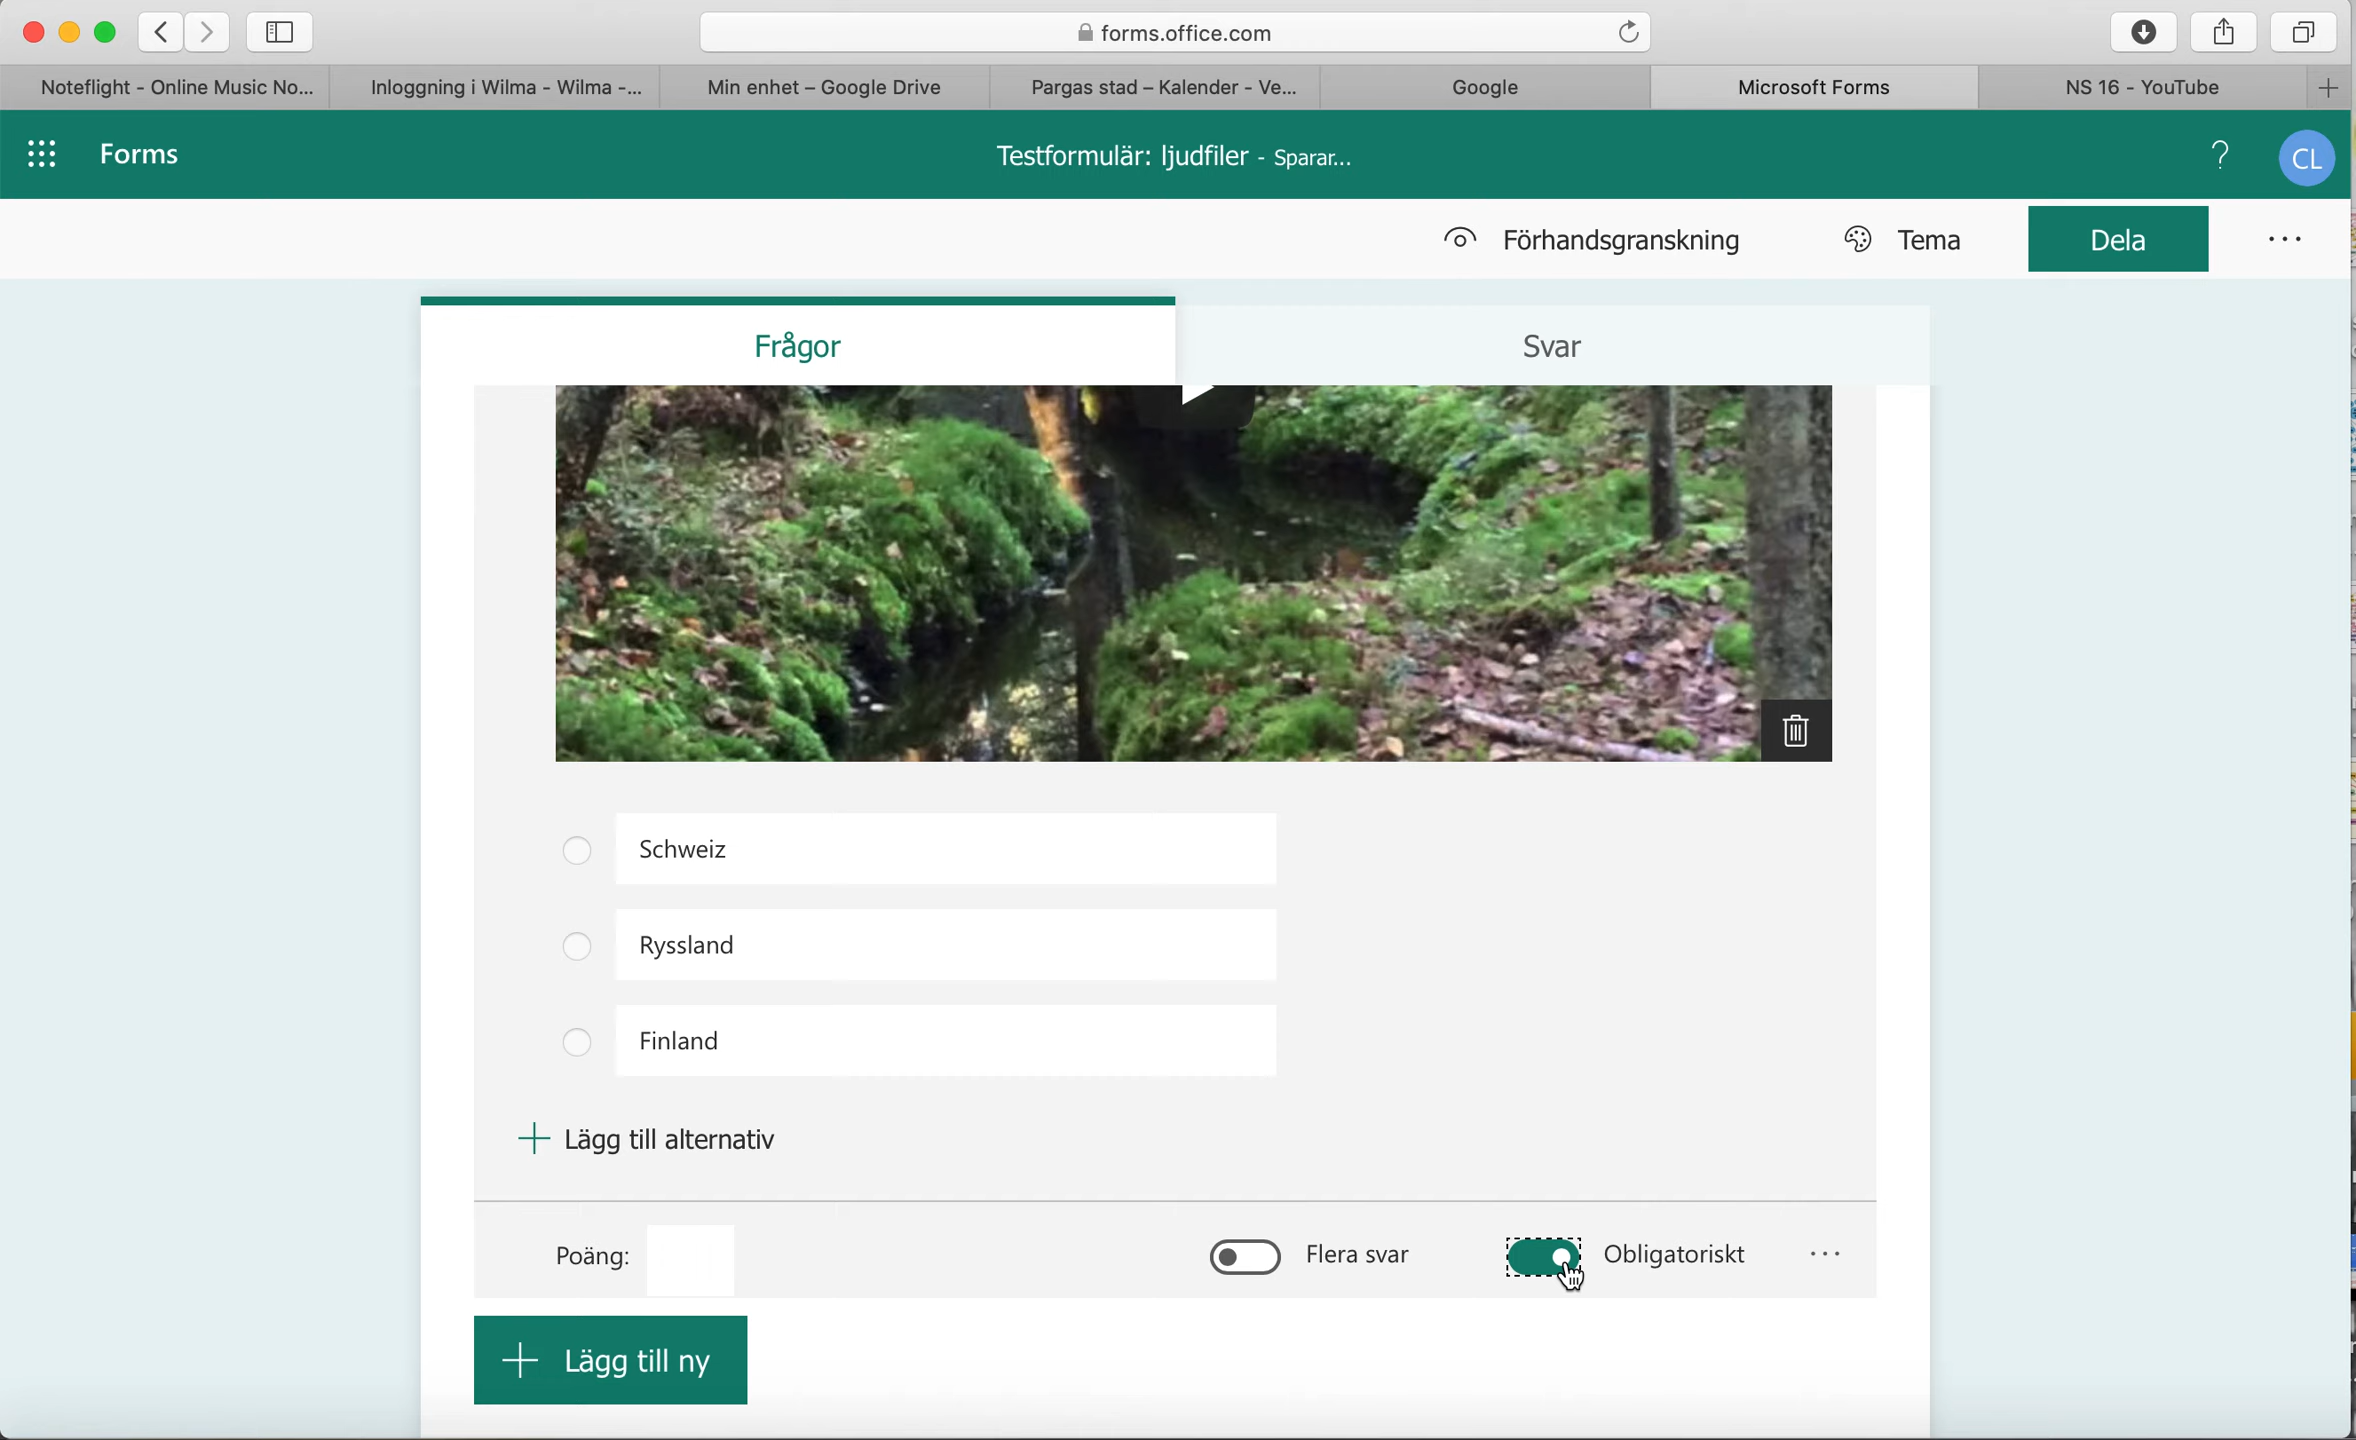 forms.office.com
Noteflight - Online Music No...
Inloggning i Wilma - Wilma -...
Min enhet – Google Drive
Pargas stad – Kalender - Ve...
Google
Microsoft Forms
NS 16 - YouTube
Forms
Testformulär: ljudfiler - Sparar...
?
CL
Förhandsgranskning
Tema
Dela
Frågor
Svar
Schweiz
Ryssland
Finland
Lägg till alternativ
Poäng:
Flera svar
Obligatoriskt
Lägg till ny